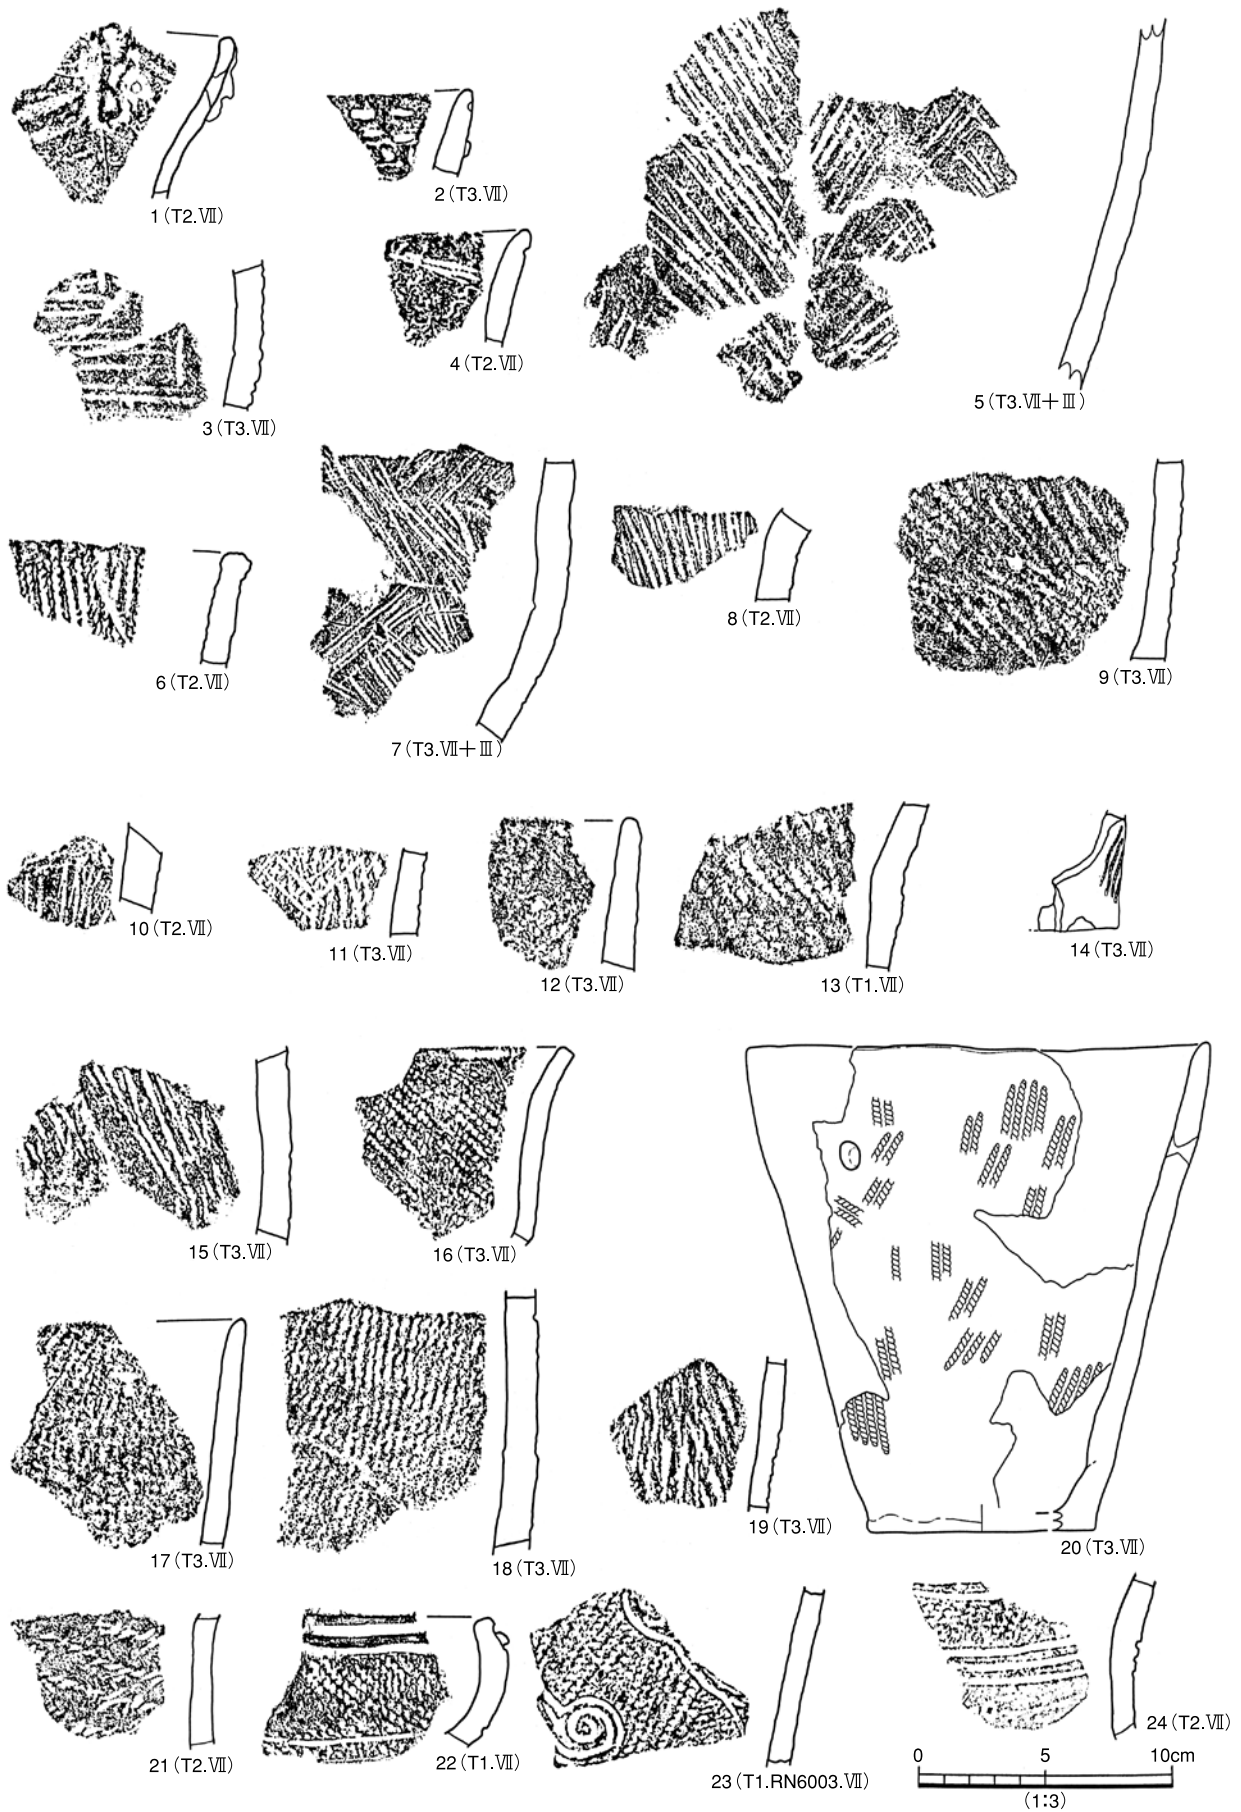 1（T2.Ⅶ）
2（T3.Ⅶ）
3（T3.Ⅶ）
4（T2.Ⅶ）
5（T3.Ⅶ＋Ⅲ）
6（T2.Ⅶ）
7（T3.Ⅶ＋Ⅲ）
8（T2.Ⅶ）
9（T3.Ⅶ）
10（T2.Ⅶ）
11（T3.Ⅶ）
12（T3.Ⅶ）
13（T1.Ⅶ）
14（T3.Ⅶ）
15（T3.Ⅶ）
16（T3.Ⅶ）
17（T3.Ⅶ）
18（T3.Ⅶ）
19（T3.Ⅶ）
20（T3.Ⅶ）
21（T2.Ⅶ）
22（T1.Ⅶ）
23（T1.RN6003.Ⅶ）
24（T2.Ⅶ）
0 5 10cm
（1:3）